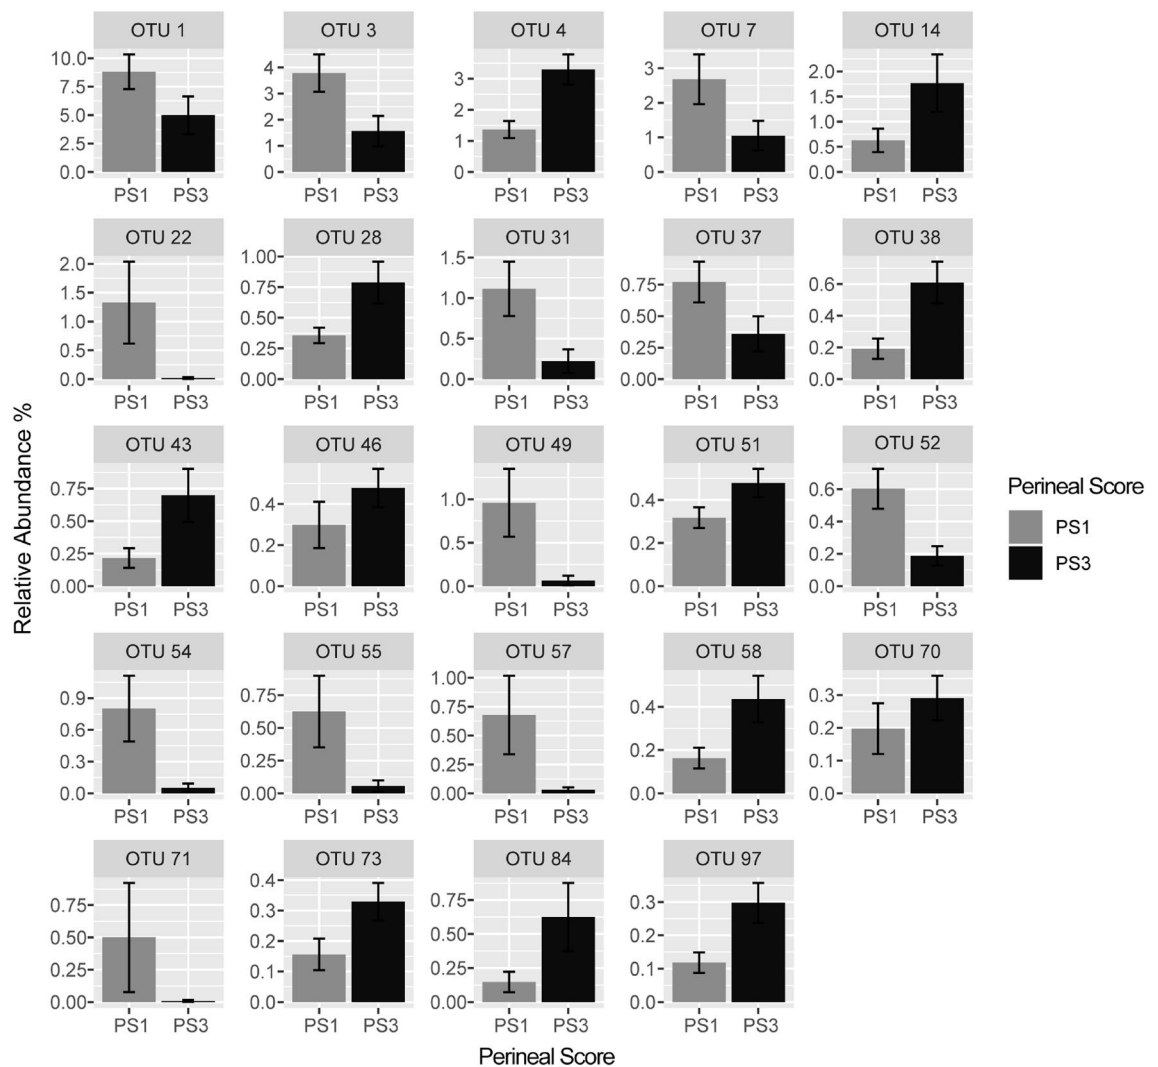 OTU 1 OTU 3 OTU 4 OTU 7 OTU 14
10.0 7.5 5.0 2.5 0.0
4 3 2 1 0
3 2 1 0
3 2 1 0
2.0 1.5 1.0 0.5 0.0
PS1 PS3 PS1 PS3 PS1 PS3 PS1 PS3 PS1 PS3
OTU 22 OTU 28 OTU 31 OTU 37 OTU 38
2.0 1.5 1.0 0.5 0.0
1.00 0.75 0.50 0.25 0.00
1.5 1.0 0.5 0.0
0.75 0.50 0.25 0.00
0.6 0.4 0.2 0.0
PS1 PS3 PS1 PS3 PS1 PS3 PS1 PS3 PS1 PS3
Relative Abundance %
OTU 43 OTU 46 OTU 49 OTU 51 OTU 52
0.75 0.50 0.25 0.00
0.4 0.2 0.0
1.0 0.5 0.0
0.4 0.2 0.0
0.6 0.4 0.2 0.0
PS1 PS3 PS1 PS3 PS1 PS3 PS1 PS3 PS1 PS3
OTU 54 OTU 55 OTU 57 OTU 58 OTU 70
0.9 0.6 0.3 0.0
0.75 0.50 0.25 0.00
1.00 0.75 0.50 0.25 0.00
0.4 0.2 0.0
0.3 0.2 0.1 0.0
PS1 PS3 PS1 PS3 PS1 PS3 PS1 PS3 PS1 PS3
OTU 71 OTU 73 OTU 84 OTU 97
0.75 0.50 0.25 0.00
0.4 0.3 0.2 0.1 0.0
0.75 0.50 0.25 0.00
0.3 0.2 0.1 0.0
PS1 PS3 PS1 PS3 PS1 PS3 PS1 PS3
Perineal Score
Perineal Score
PS1
PS3